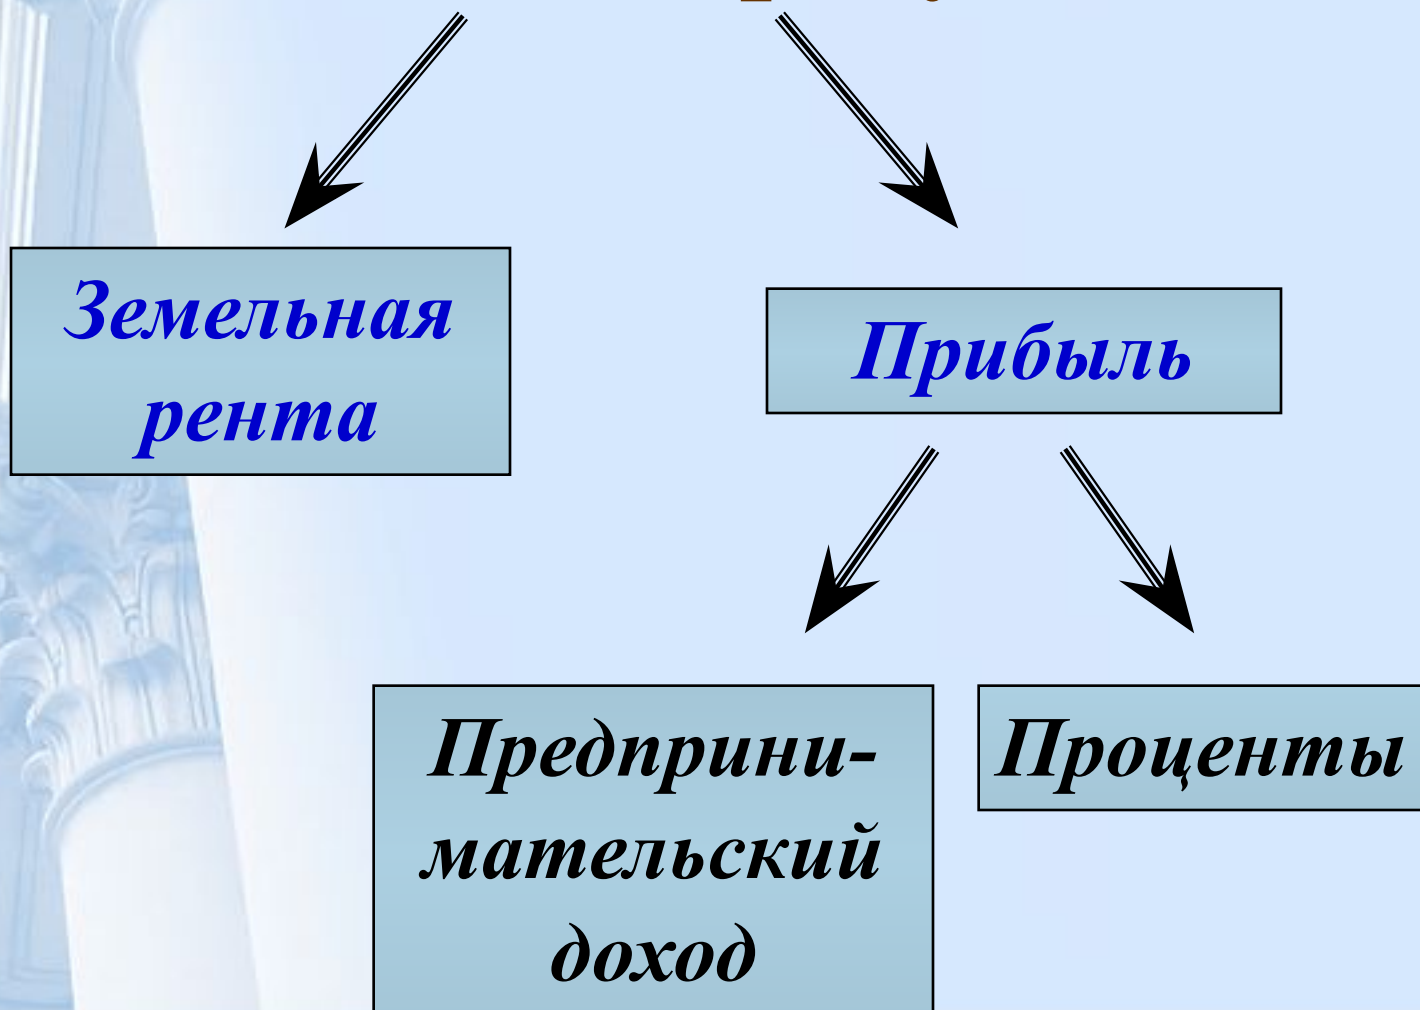 Земельная
рента
Прибыль
Предприни-
мательский
доход
Проценты